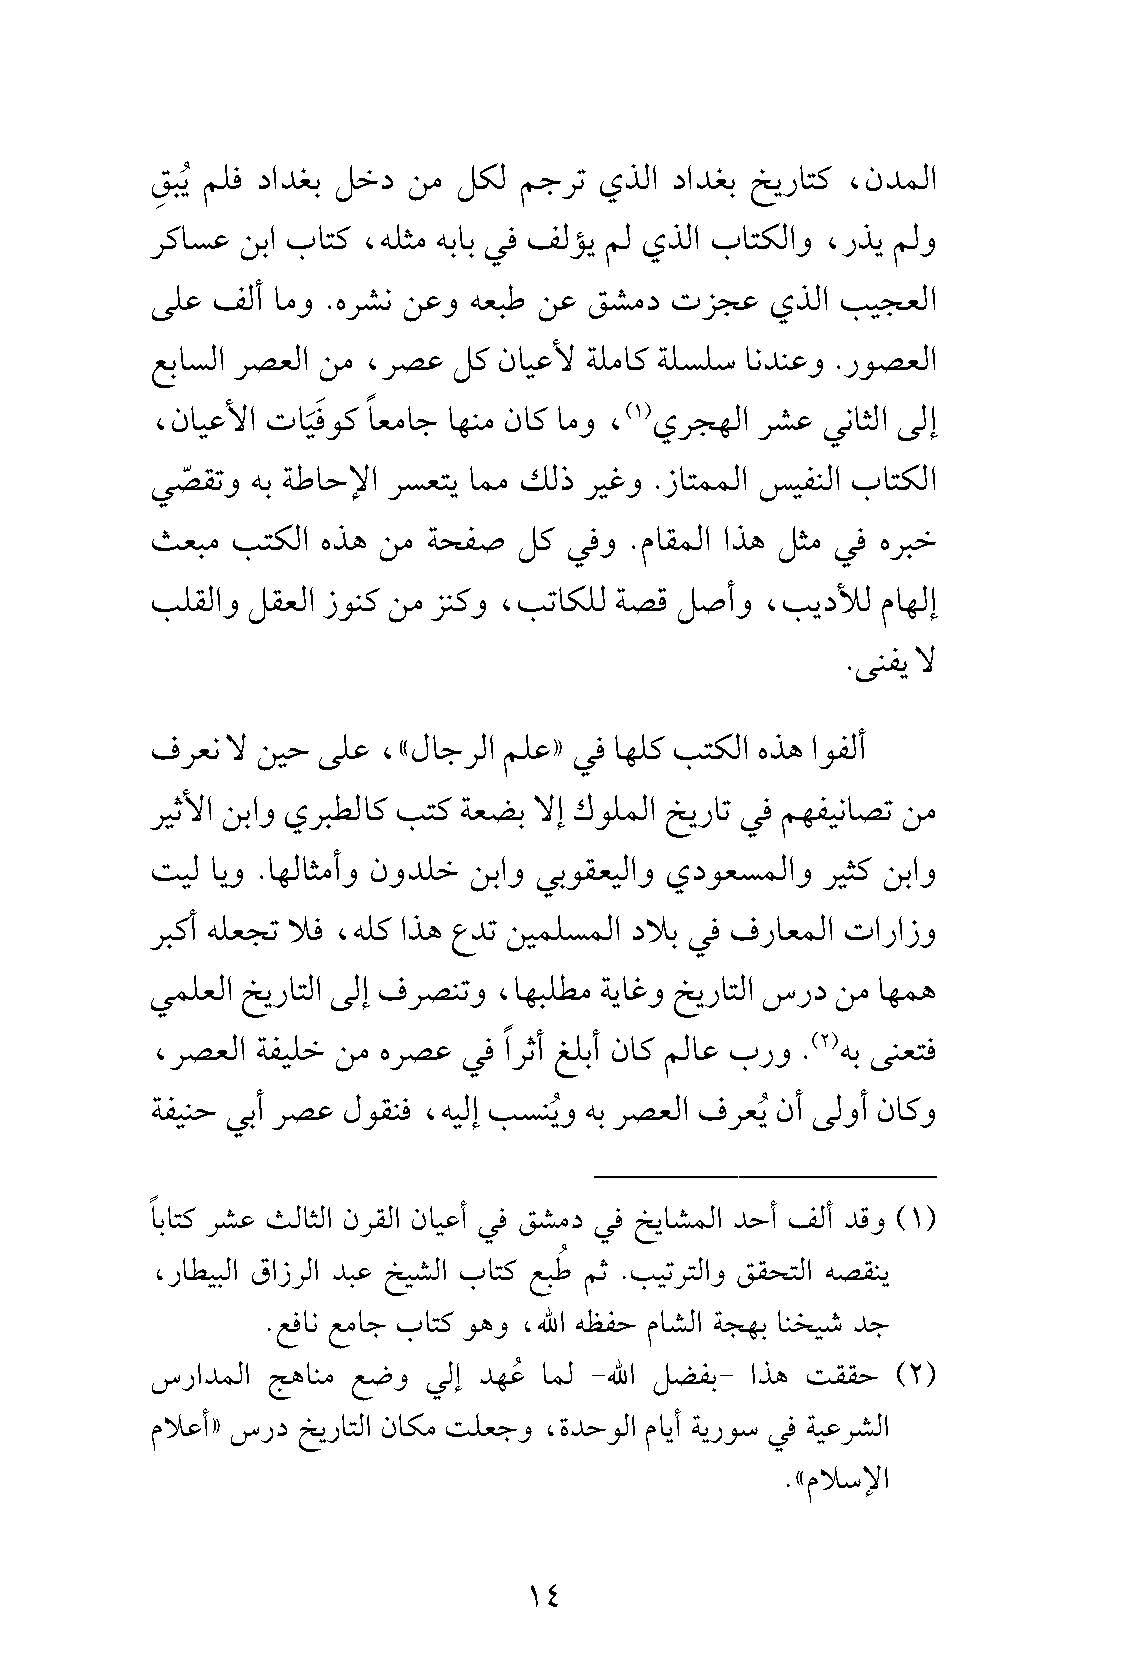 المدن، كتاريخ بغداد الذي ترجم لكل من دخل بغداد فلم يُبقِ
ولم يذر، والكتاب الذي لم يؤلف في بابه مثله، كتاب ابن عساكر
العجيب الذي عجزت دمشق عن طبعه وعن نشره. وما ألف على
العصور. وعندنا سلسلة كاملة لأعيان كل عصر، من العصر السابع
إلى الثاني عشر الهجري(١)، وما كان منها جامعاً كوفَيَات الأعيان،
الكتاب النفيس الممتاز. وغير ذلك مما يتعسر الإحاطة به وتقصّي
خبره في مثل هذا المقام. وفي كل صفحة من هذه الكتب مبعث
إلهام للأديب، وأصل قصة للكاتب، وكنز من كنوز العقل والقلب
لا يفنى.
ألفوا هذه الكتب كلها في «علم الرجال»، على حين لا نعرف
من تصانيفهم في تاريخ الملوك إلا بضعة كتب كالطبري وابن الأثير
وابن كثير والمسعودي واليعقوبي وابن خلدون وأمثالها. ويا ليت
وزارات المعارف في بلاد المسلمين تدع هذا كله، فلا تجعله أكبر
همها من درس التاريخ وغاية مطلبها، وتنصرف إلى التاريخ العلمي
فتعنى به(٢). ورب عالم كان أبلغ أثراً في عصره من خليفة العصر،
وكان أولى أن يُعرف العصر به ويُنسب إليه، فنقول عصر أبي حنيفة
(١) وقد ألف أحد المشايخ في دمشق في أعيان القرن الثالث عشر كتاباً
ينقصه التحقق والترتيب. ثم طُبع كتاب الشيخ عبد الرزاق البيطار،
جد شيخنا بهجة الشام حفظه الله، وهو كتاب جامع نافع.
(٢) حققت هذا -بفضل الله- لما عُهد إلي وضع مناهج المدارس
الشرعية في سورية أيام الوحدة، وجعلت مكان التاريخ درس «أعلام
الإسلام».
١٤